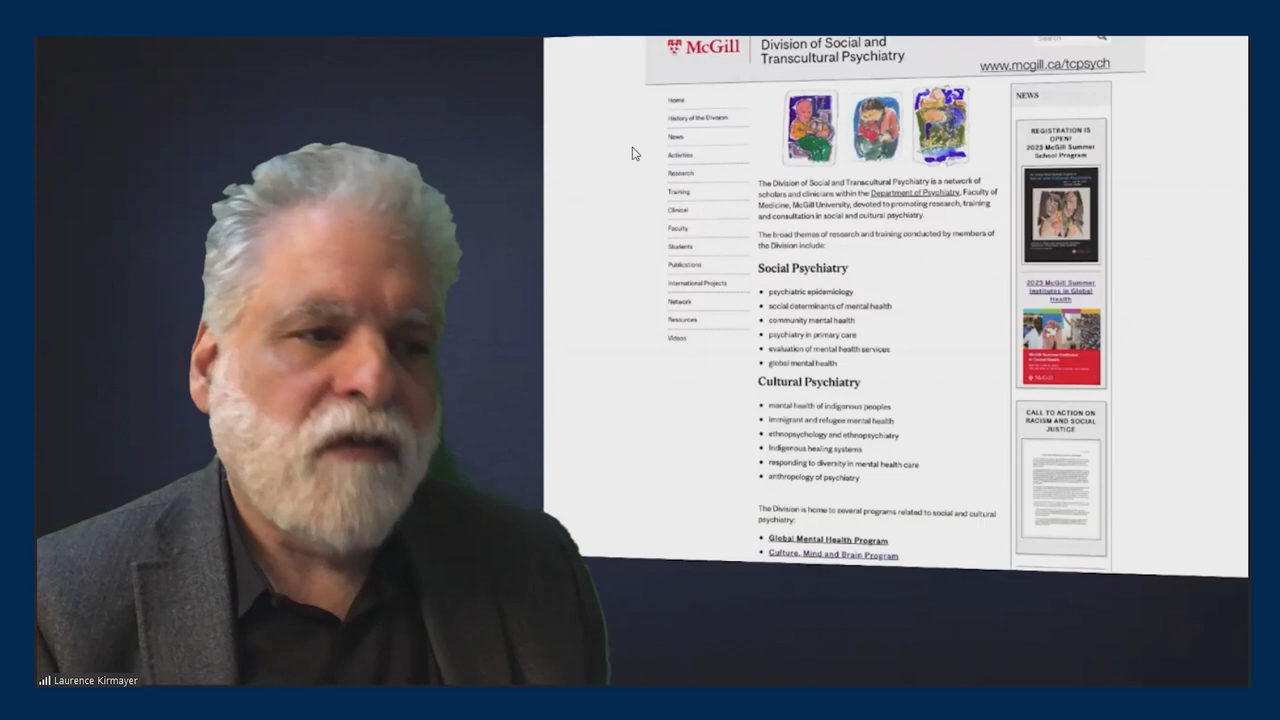 McGill
Division of Social and
Transcultural Psychiatry
Search
www.mcgill.ca/tcpsych
Home
History of the Division
News
Activities
Research
Training
Clinical
Faculty
Students
Publications
International Projects
Network
Resources
Videos
The Division of Social and Transcultural Psychiatry is a network of
scholars and clinicians within the Department of Psychiatry, Faculty of
Medicine, McGill University, devoted to promoting research, training
and consultation in social and cultural psychiatry.
The broad themes of research and training conducted by members of
the Division include:
Social Psychiatry
• psychiatric epidemiology
• social determinants of mental health
• community mental health
• psychiatry in primary care
• evaluation of mental health services
• global mental health
Cultural Psychiatry
• mental health of indigenous peoples
• immigrant and refugee mental health
• ethnopsychology and ethnopsychiatry
• Indigenous healing systems
• responding to diversity in mental health care
• anthropology of psychiatry
The Division is home to several programs related to social and cultural
psychiatry:
• Global Mental Health Program
• Culture, Mind and Brain Program
NEWS
REGISTRATION IS
OPEN!
2023 McGill Summer
School Program
2023 McGill Summer
Institutes in Global
Health
McGill
CALL TO ACTION ON
RACISM AND SOCIAL
JUSTICE
Laurence Kirmayer